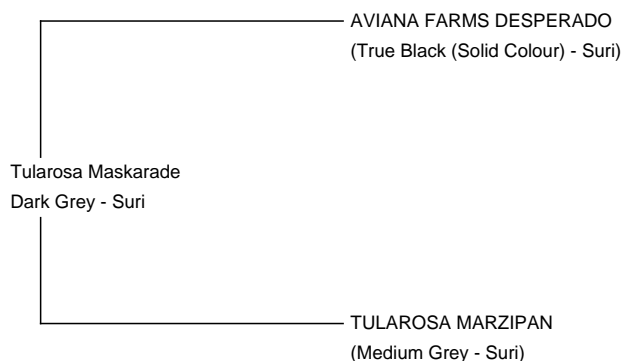 AVIANA FARMS DESPERADO
(True Black (Solid Colour) - Suri)
Tularosa Maskarade
Dark Grey - Suri
TULAROSA MARZIPAN
(Medium Grey - Suri)